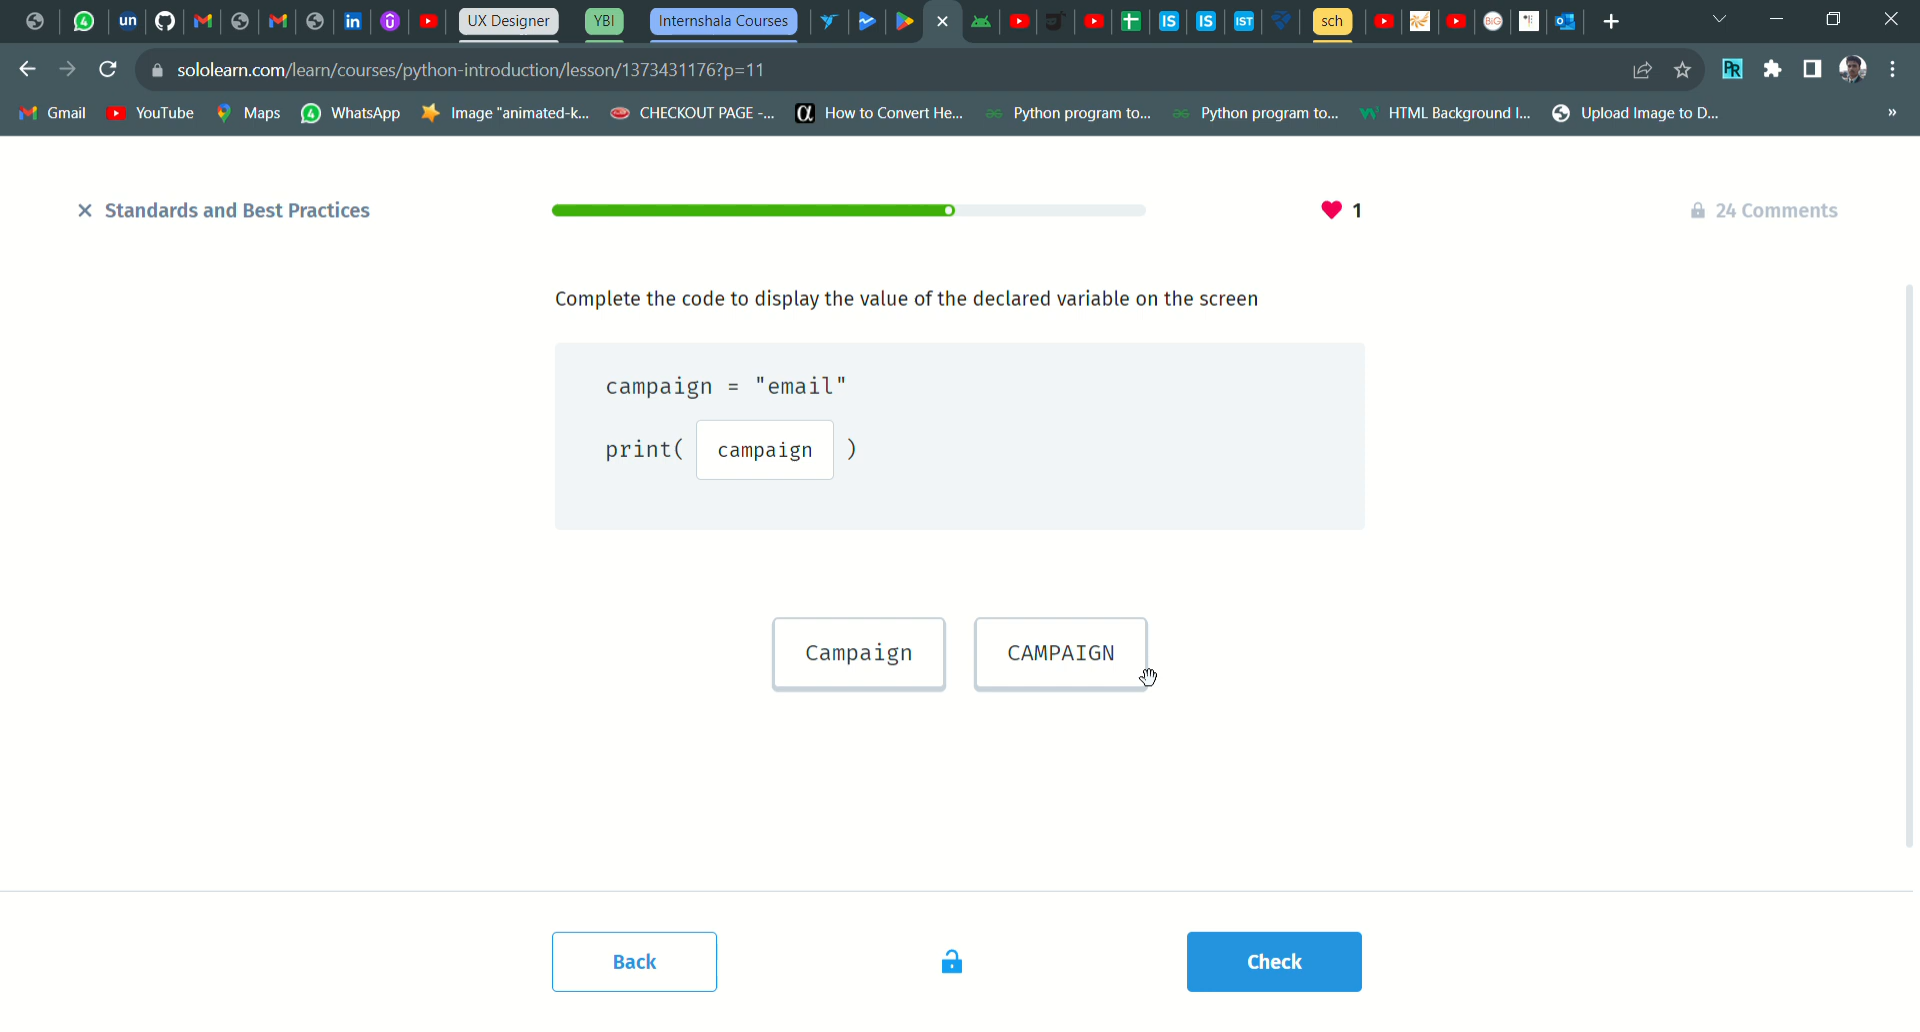 UX Designer YBI Internshala Courses sch
sololearn.com/learn/courses/python-introduction/lesson/1373431176?p=11
Gmail YouTube Maps WhatsApp Image "animated-k... CHECKOUT PAGE -... How to Convert He... Python program to... Python program to... HTML Background I... Upload Image to D... »
Standards and Best Practices 1 24 Comments
Complete the code to display the value of the declared variable on the screen
campaign = "email"
print( campaign )
Campaign CAMPAIGN
Back Check